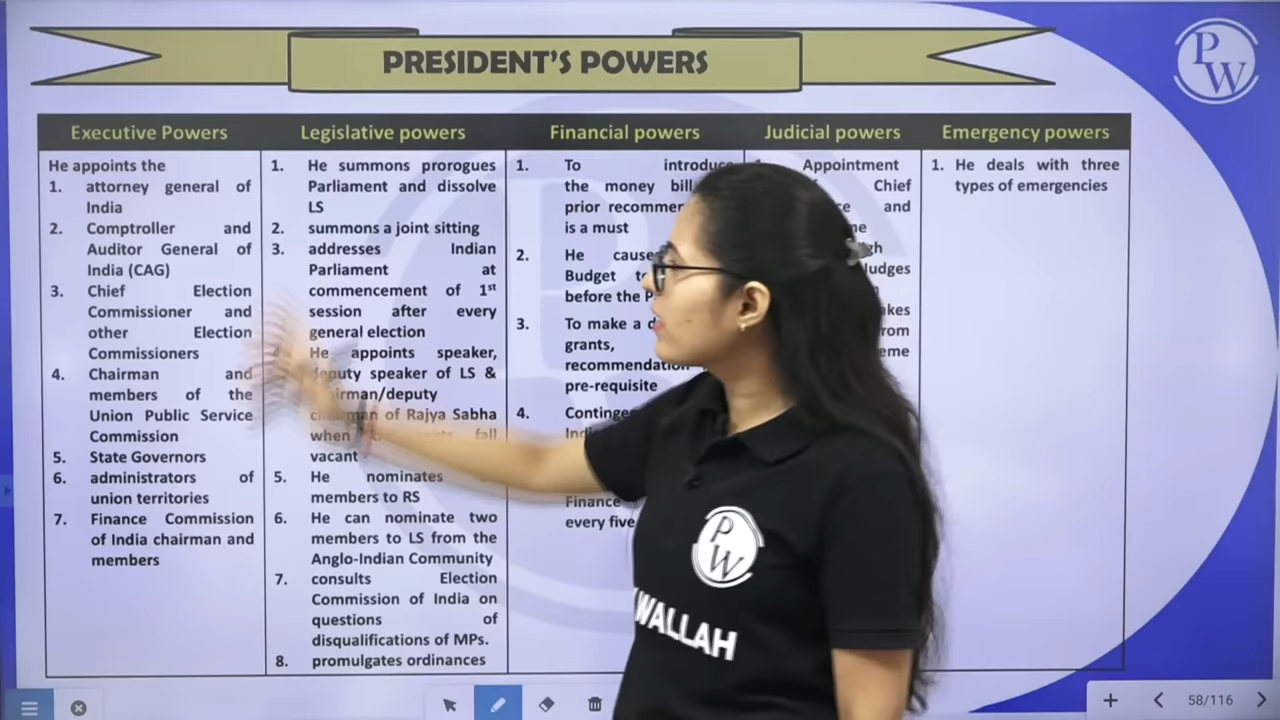 PRESIDENT'S POWERS
P
W
Executive Powers
Legislative powers
Financial powers
Judicial powers
Emergency powers
He appoints the
1. attorney general of
India
2. Comptroller and
Auditor General of
India (CAG)
3. Chief Election
Commissioner and
other Election
Commissioners
4. Chairman and
members of the
Union Public Service
Commission
5. State Governors
6. administrators of
union territories
7. Finance Commission
of India chairman and
members
1. He summons prorogues
Parliament and dissolve
LS
2. summons a joint sitting
3. addresses Indian
Parliament at
commencement of 1st
session after every
general election
He appoints speaker,
deputy speaker of LS &
chairman of Rajya Sabha
when fall
vacant
5. He nominates
members to RS
6. He can nominate two
members to LS from the
Anglo-Indian Community
7. consults Election
Commission of India on
questions of
disqualifications of MPs.
8. promulgates ordinances
1. To introduce
the money bill
prior
is a must
2. He
Budget
before the
3. To make a
grants,
recommendation
pre-requisite
4.
Finance
every five
Appointment
Chief
and
Judges
1. He deals with three
types of emergencies
P
W
WALLAH
58/116